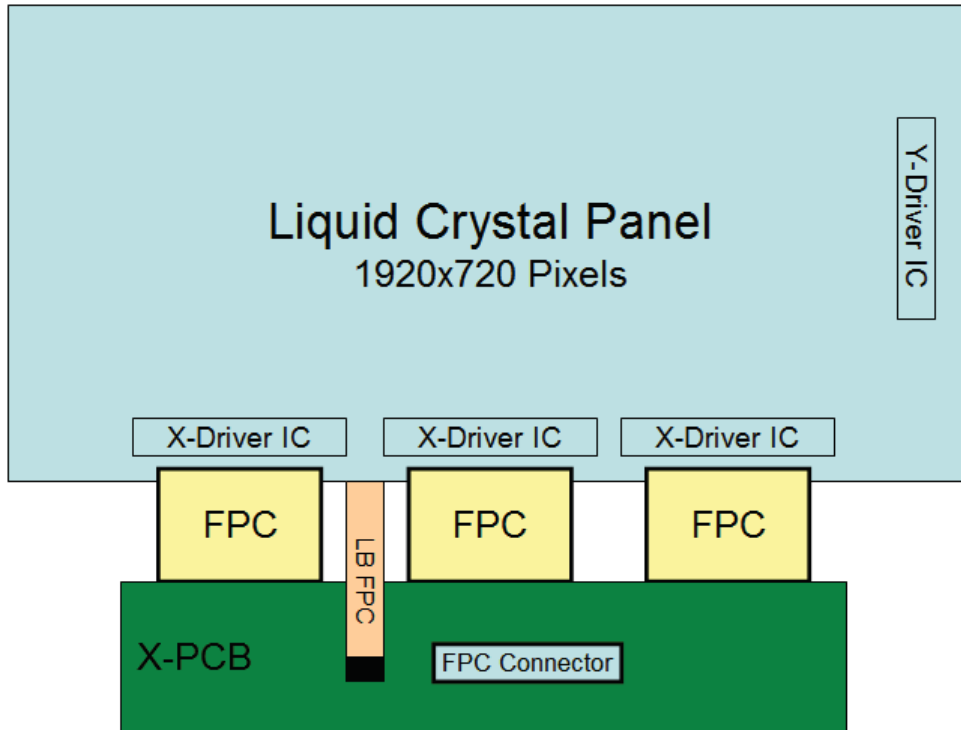 Liquid Crystal Panel
1920x720 Pixels
Y-Driver IC
X-Driver IC
X-Driver IC
X-Driver IC
FPC
LB FPC
FPC
FPC
X-PCB
FPC Connector